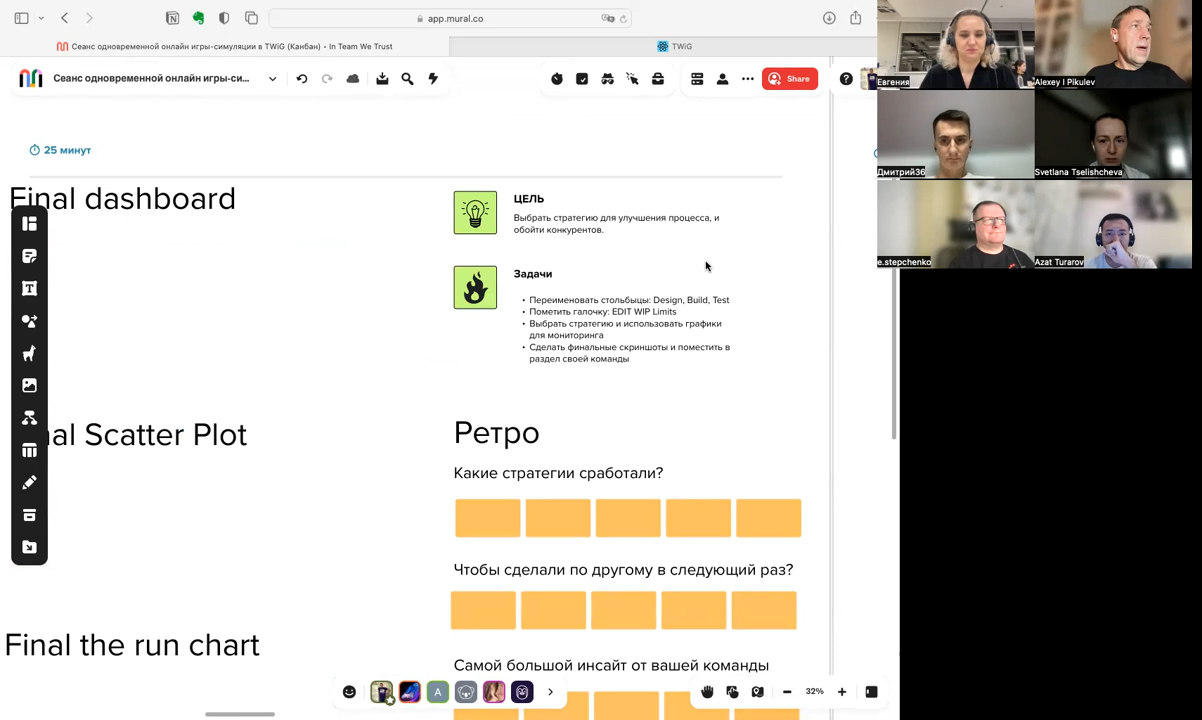 app.mural.co
Сеанс одновременной онлайн игры-симуляции в TWiG (Канбан) • In Team We Trust
TWiG
Сеанс одновременной онлайн игры-си...
Share
25 минут
Final dashboard
ЦЕЛЬ
Выбрать стратегию для улучшения процесса, и
обойти конкурентов.
Задачи
• Переименовать стольбыцы: Design, Build, Test
• Пометить галочку: EDIT WIP Limits
• Выбрать стратегию и использовать графики
для мониторинга
• Сделать финальные скриншоты и поместить в
раздел своей команды
Scatter Plot
Ретро
Какие стратегии сработали?
Чтобы сделали по другому в следующий раз?
Final the run chart
Самой большой инсайт от вашей команды
A
32%
Евгения
Alexey I Pikulev
Дмитрий36
Svetlana Tselishcheva
e.stepchenko
Azat Turarov